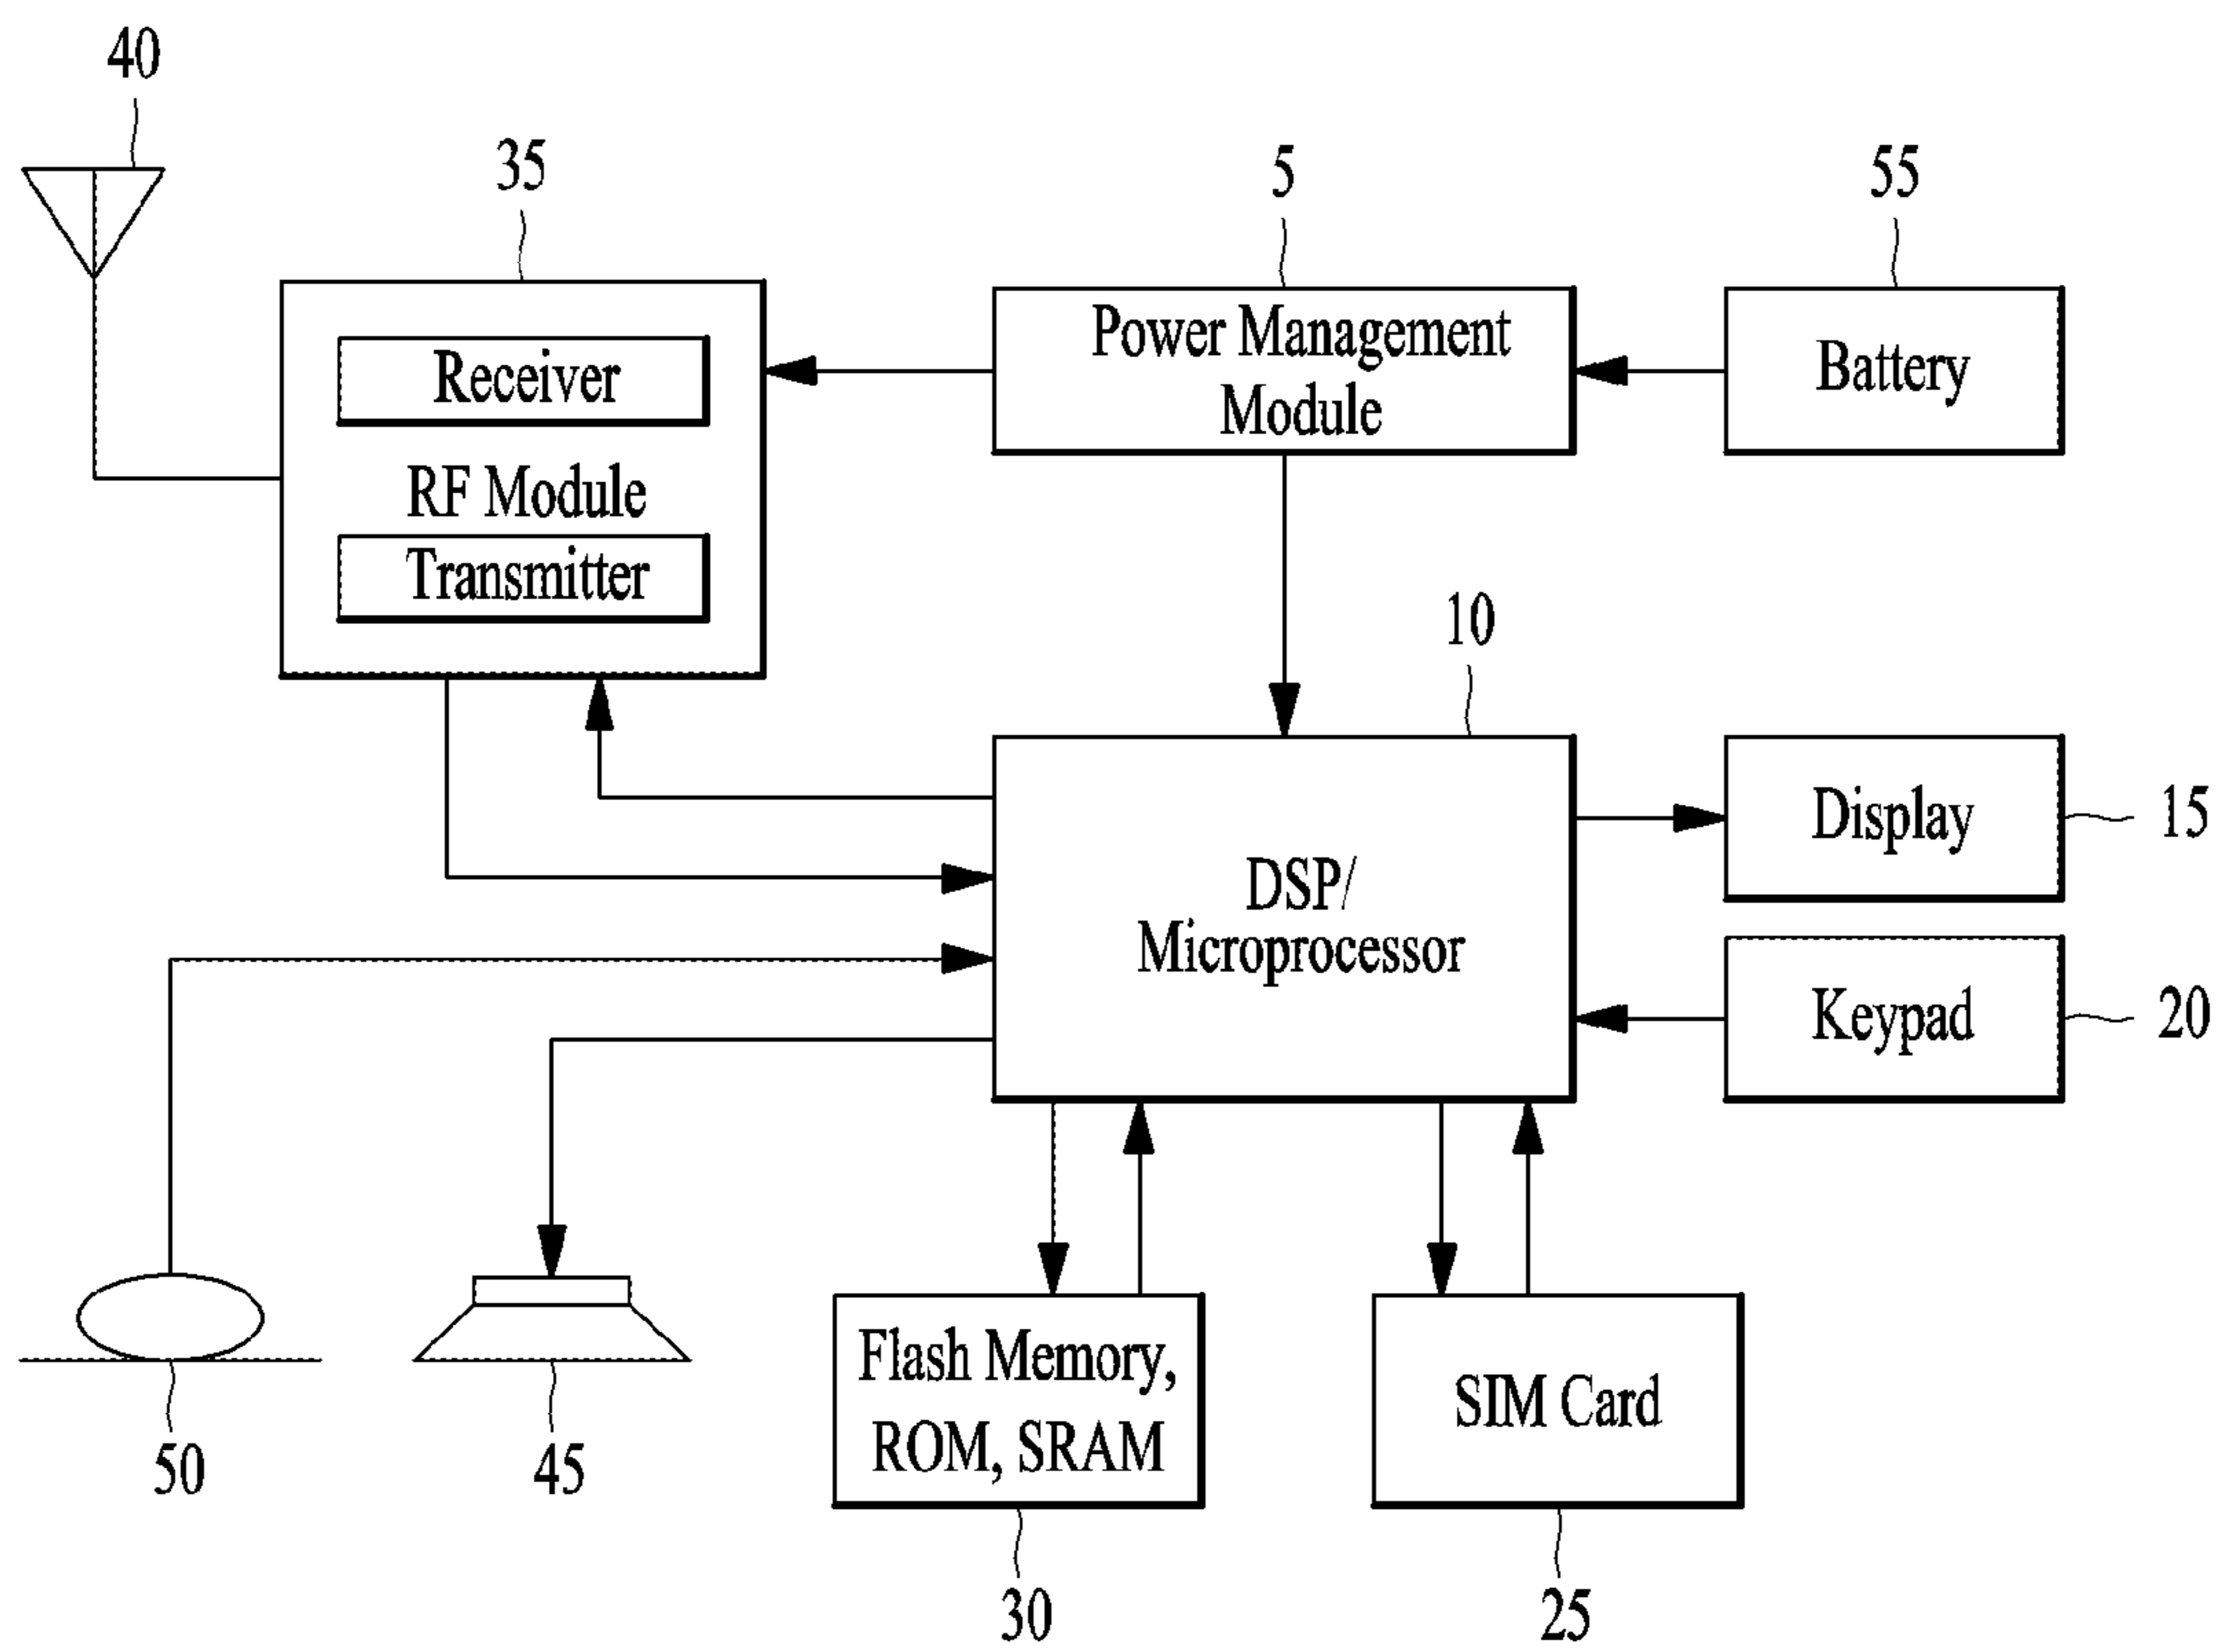 40
35
5
55
Receiver
RF Module
Transmitter
Power Management
Module
Battery
10
DSP/
Microprocessor
Display
15
Keypad
20
50
45
Flash Memory,
ROM, SRAM
30
SIM Card
25